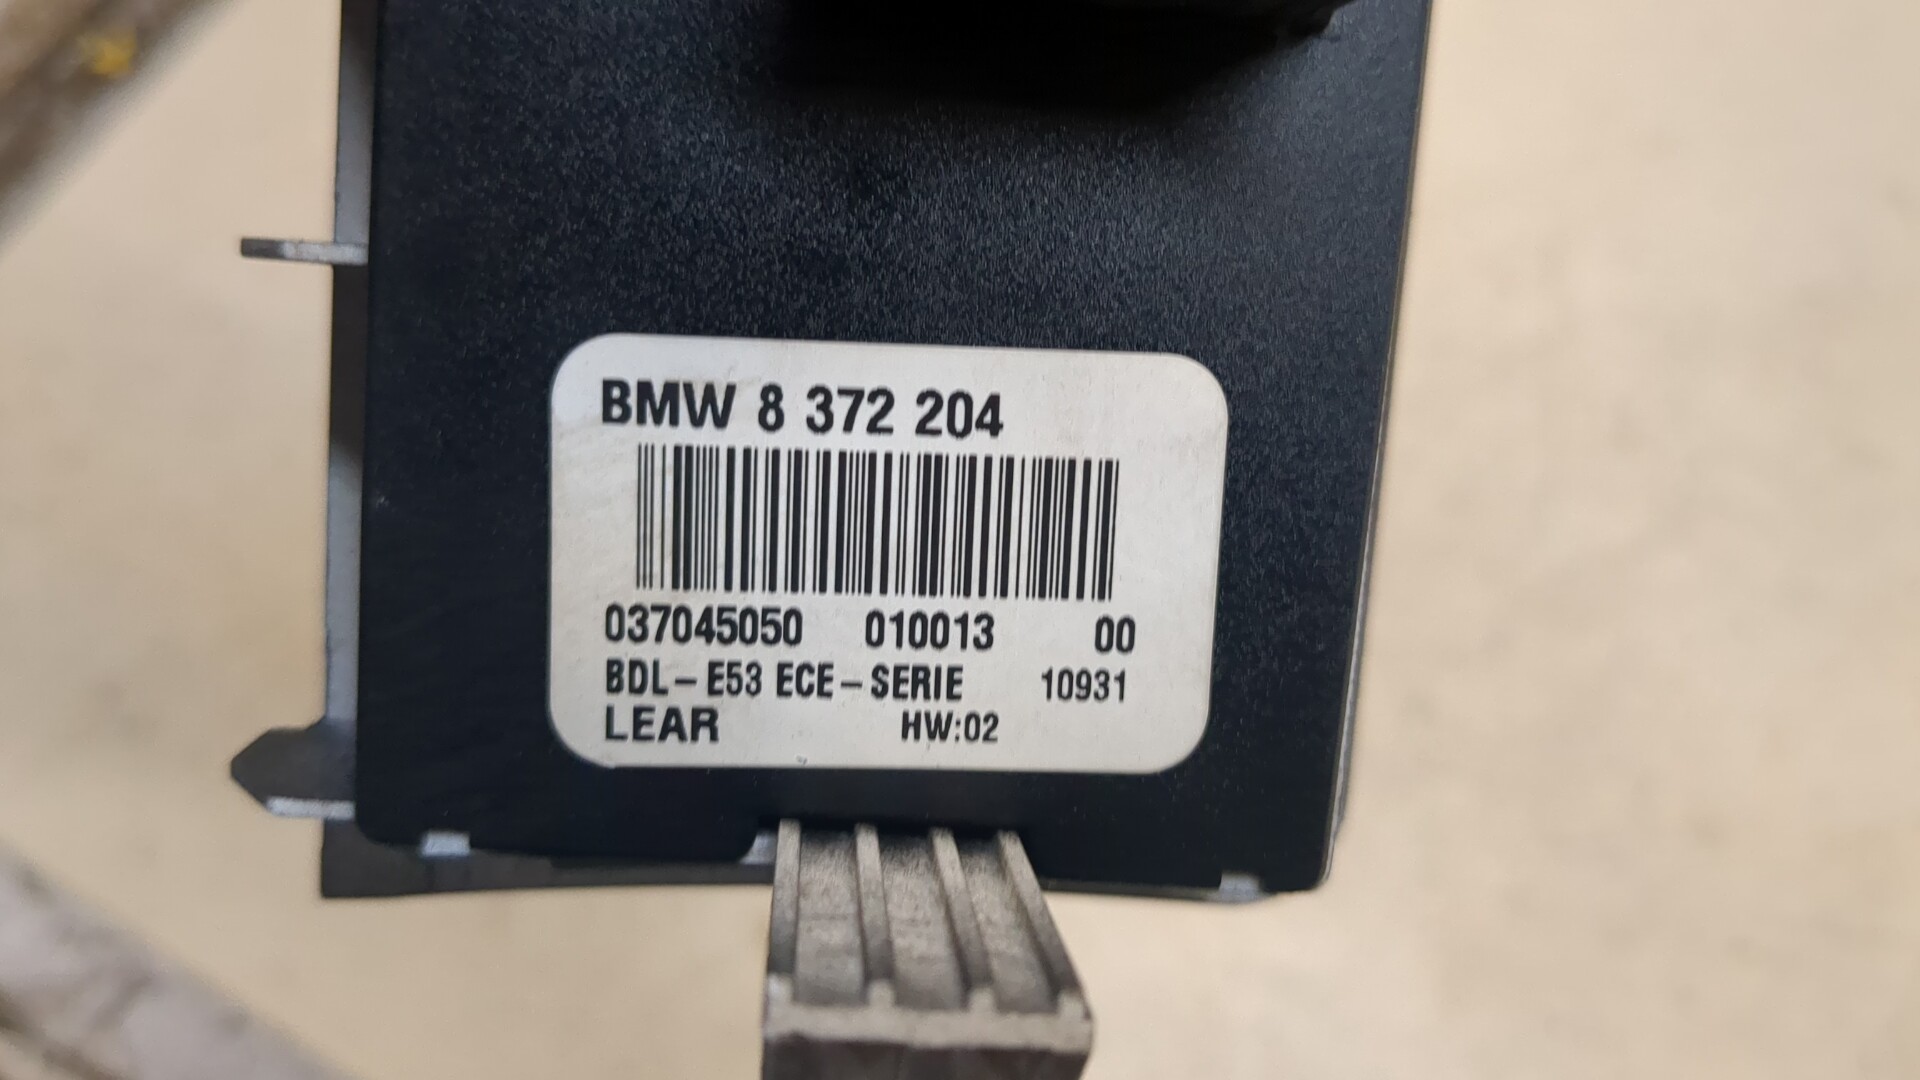 BMW 8 372 204
037045050 010013 00
BDL-E53 ECE-SERIE 10931
LEAR HW:02